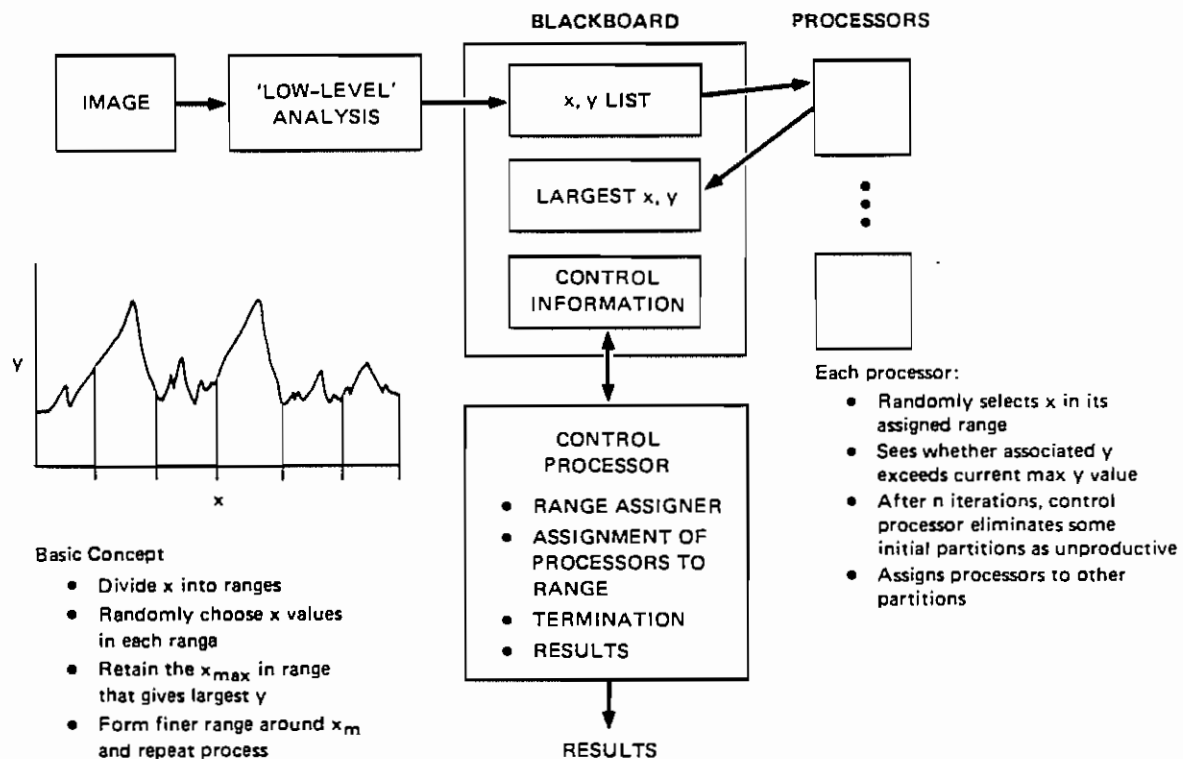 BLACKBOARD
PROCESSORS
IMAGE
'LOW-LEVEL'
ANALYSIS
x, y LIST
LARGEST x, y
CONTROL
INFORMATION
y
x
CONTROL
PROCESSOR
• RANGE ASSIGNER
• ASSIGNMENT OF
PROCESSORS TO
RANGE
• TERMINATION
• RESULTS
RESULTS
Each processor:
• Randomly selects x in its
assigned range
• Sees whether associated y
exceeds current max y value
• After n iterations, control
processor eliminates some
initial partitions as unproductive
• Assigns processors to other
partitions
Basic Concept
• Divide x into ranges
• Randomly choose x values
in each range
• Retain the xmax in range
that gives largest y
• Form finer range around xm
and repeat process